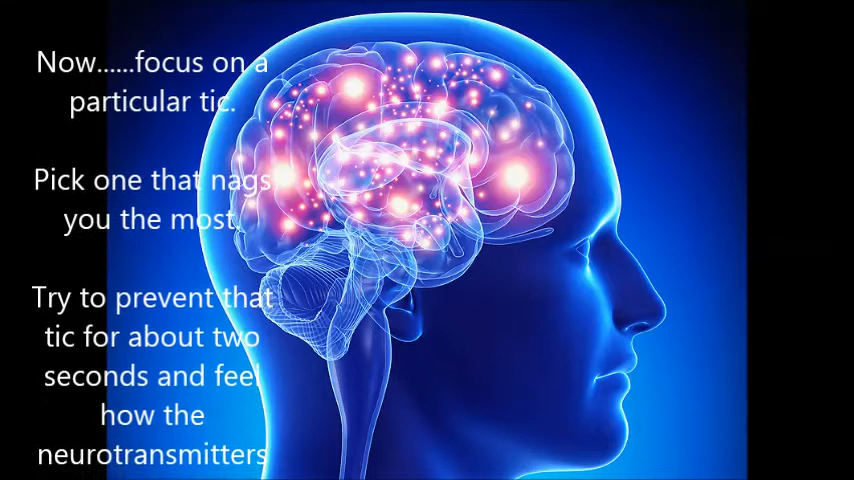 Now......focus on a
particular tic.
Pick one that nags
you the most.
Try to prevent that
tic for about two
seconds and feel
how the
neurotransmitters